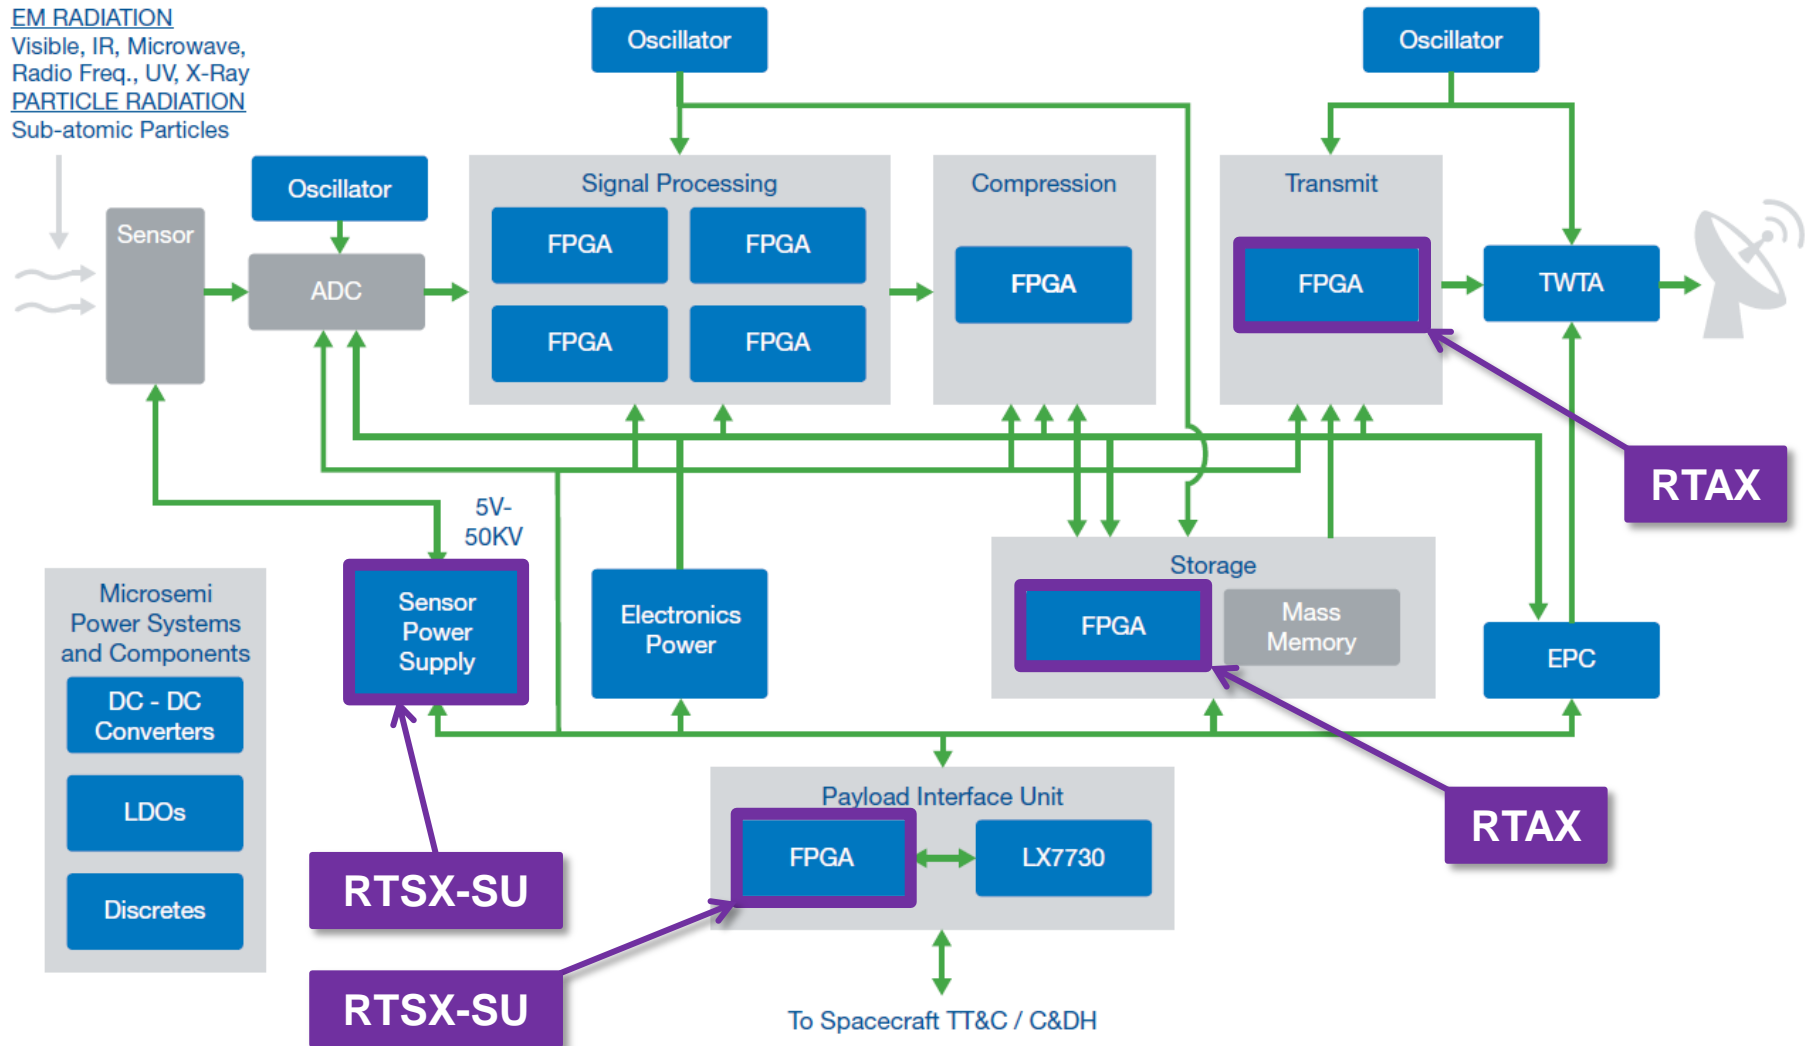 EM RADIATION
Visible, IR, Microwave,
Radio Freq., UV, X-Ray
PARTICLE RADIATION
Sub-atomic Particles
Oscillator
Oscillator
Oscillator
Sensor
ADC
Signal Processing
FPGA
FPGA
FPGA
FPGA
Compression
FPGA
Transmit
FPGA
TWTA
RTAX
5V-
50KV
Microsemi
Power Systems
and Components
DC - DC
Converters
LDOs
Discretes
Sensor
Power
Supply
Electronics
Power
Storage
FPGA
Mass
Memory
EPC
RTAX
Payload Interface Unit
FPGA
LX7730
RTSX-SU
RTSX-SU
To Spacecraft TT&C / C&DH